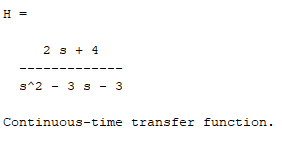 H =
2 s + 4
-------------
s^2 - 3 s - 3
Continuous-time transfer function.